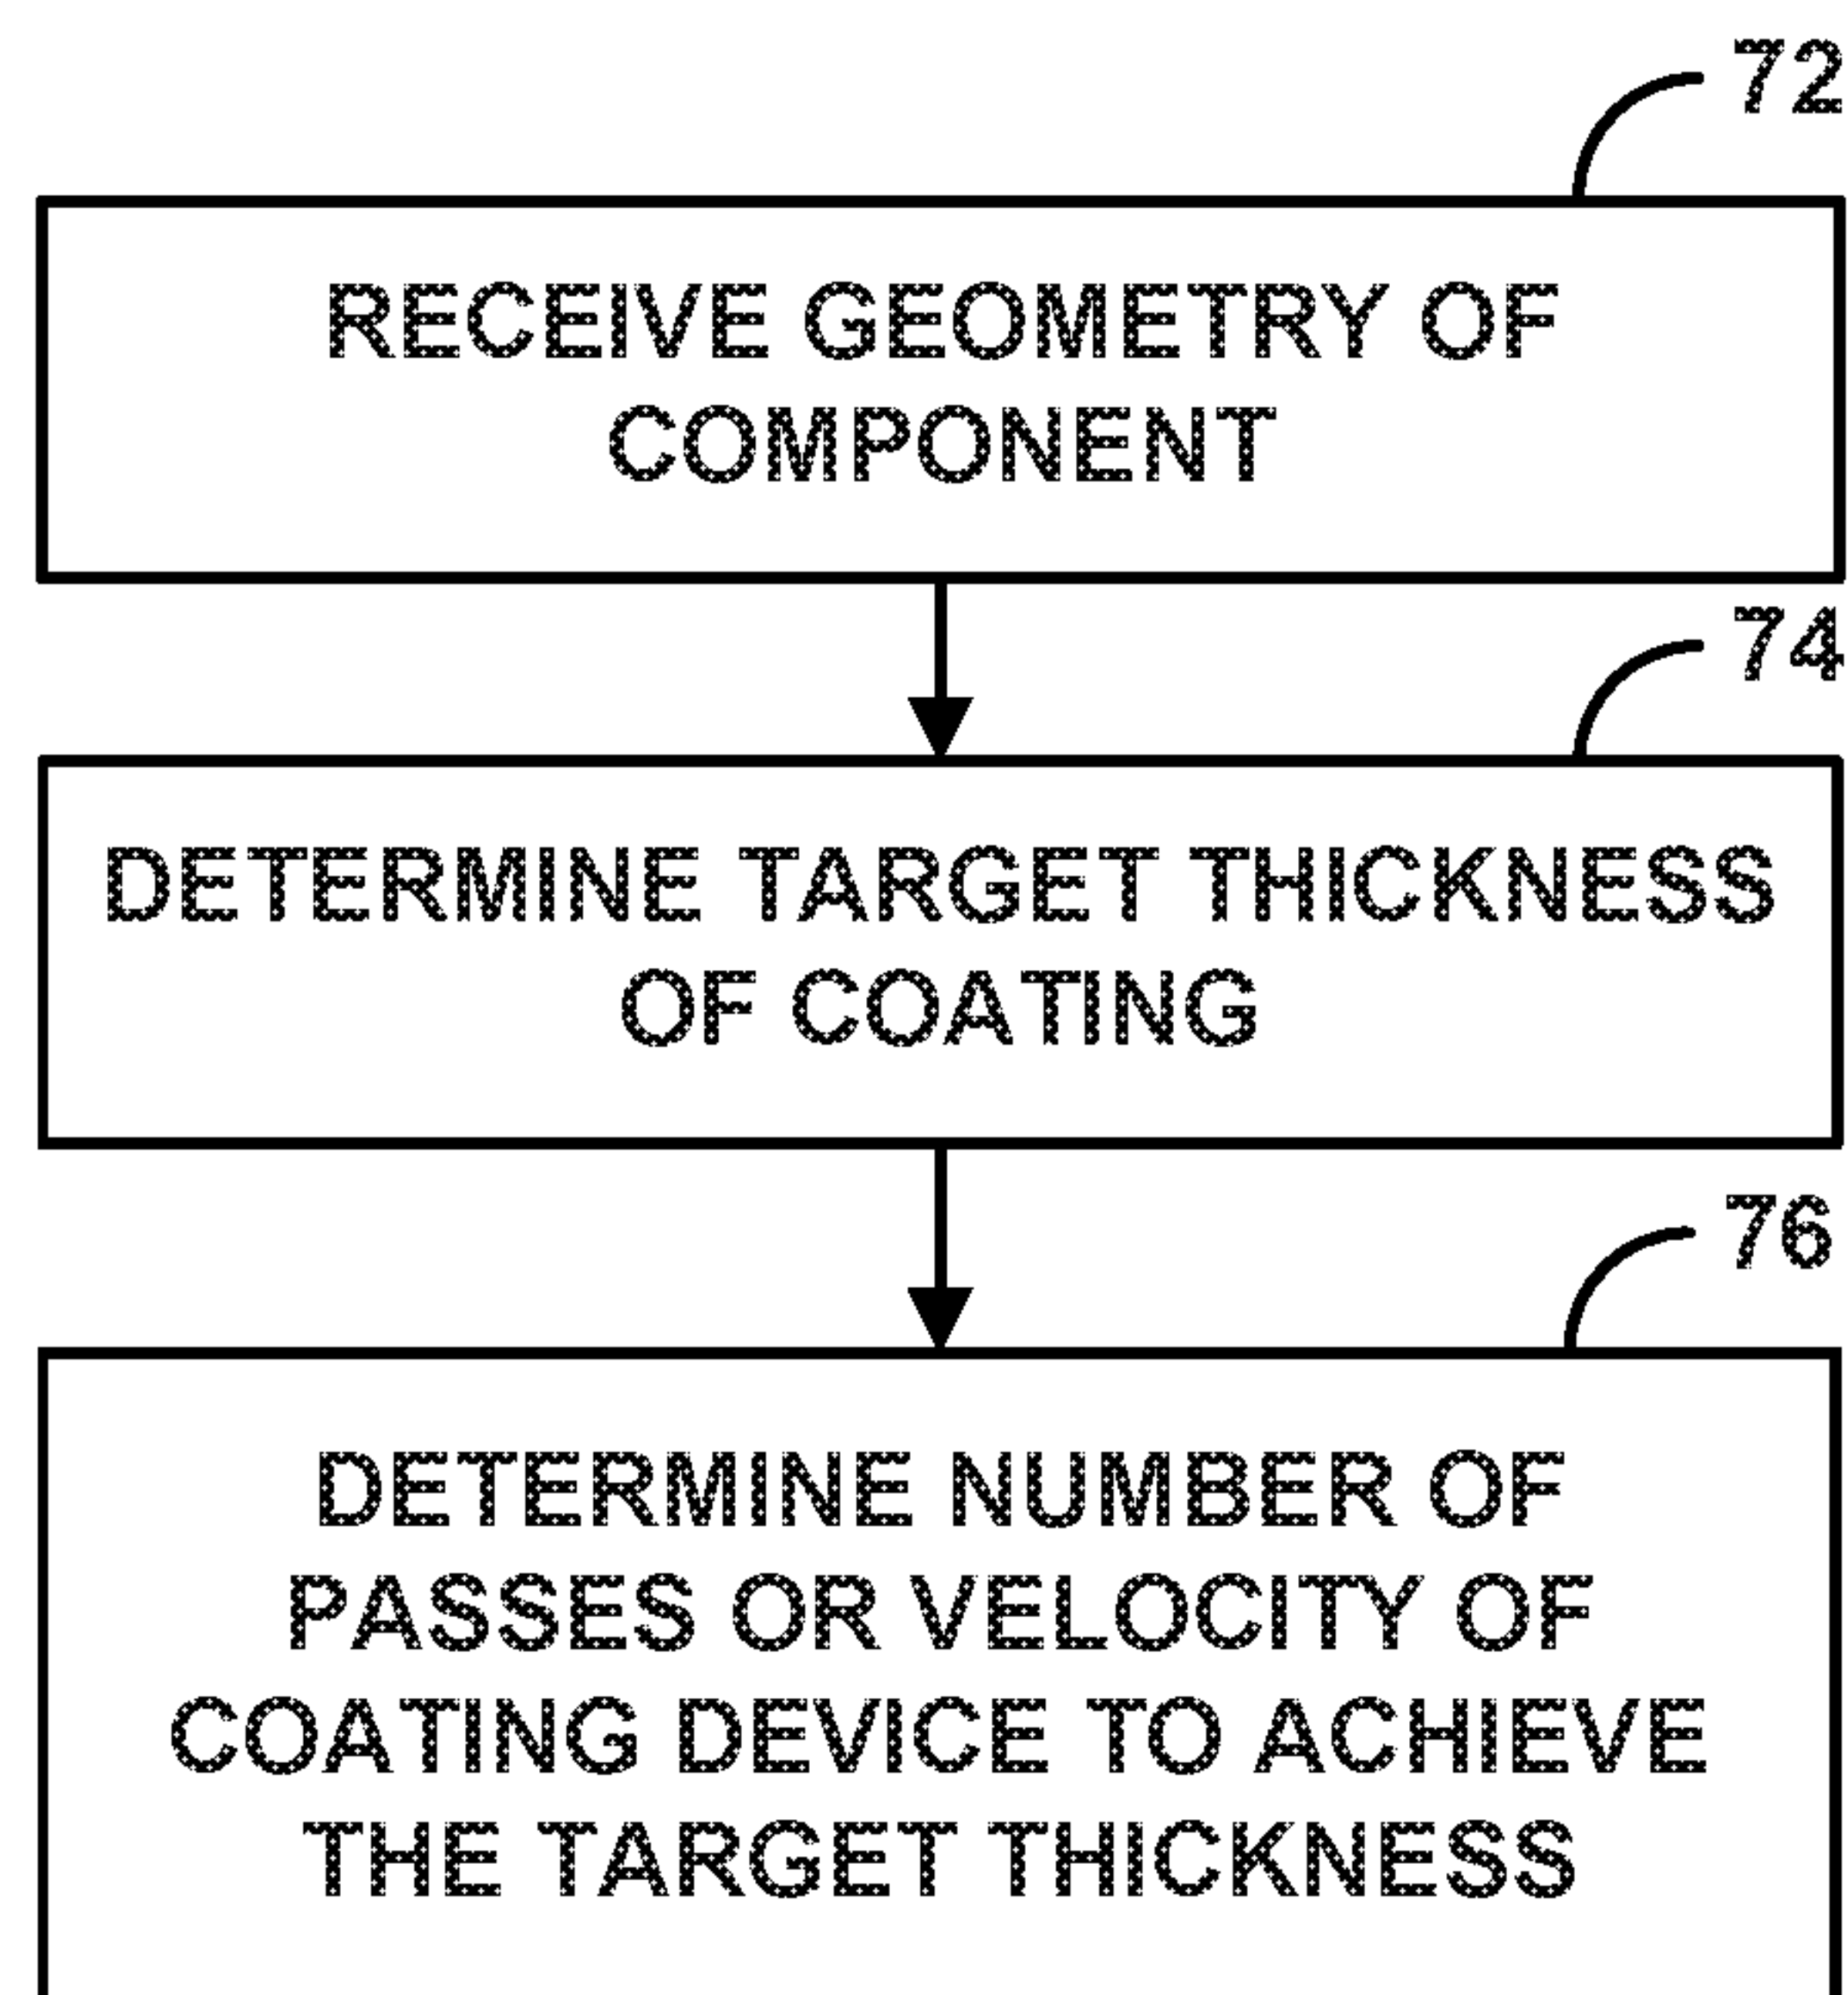 72
RECEIVE GEOMETRY OF
COMPONENT
74
DETERMINE TARGET THICKNESS
OF COATING
76
DETERMINE NUMBER OF
PASSES OR VELOCITY OF
COATING DEVICE TO ACHIEVE
THE TARGET THICKNESS